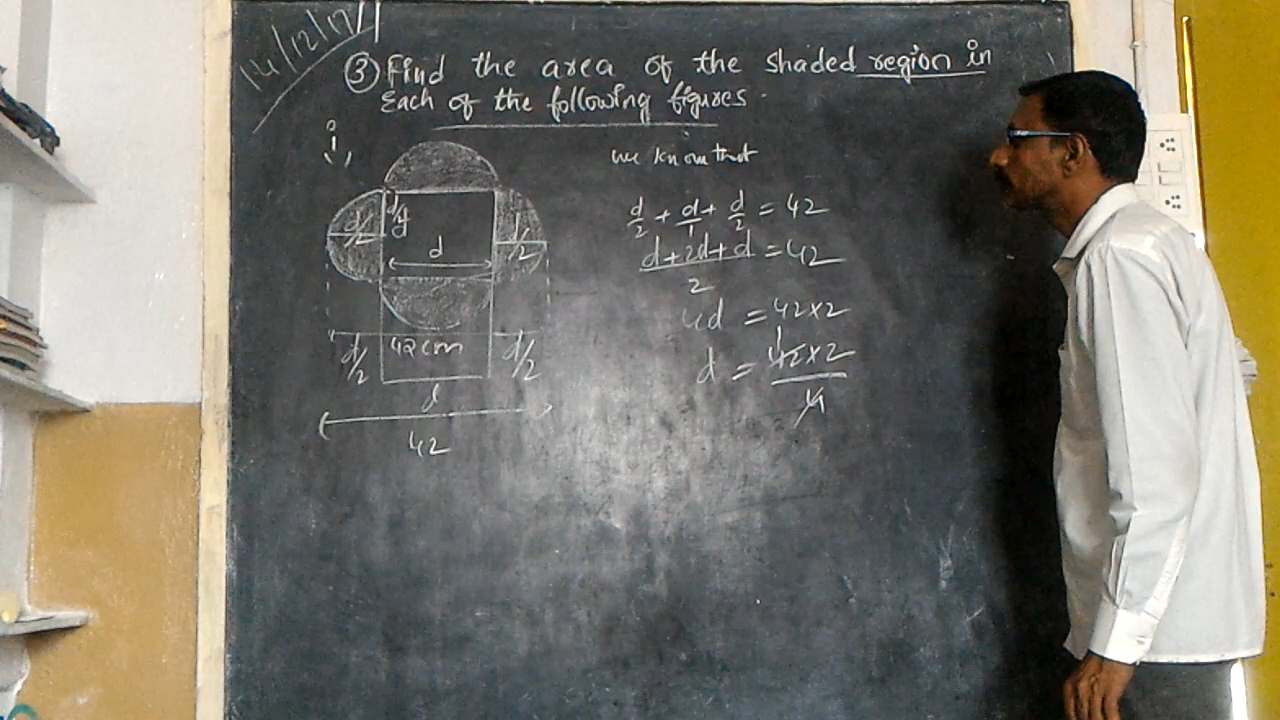 14/12/17
③ Find the area of the shaded region in
Each of the following figures.
i,
we know that
d/2 + d/1 + d/2 = 42
d+2d+d/2 = 42
4d = 42×2
d = 42×2/4
d/2
d
d/2 42cm d/2
d
42